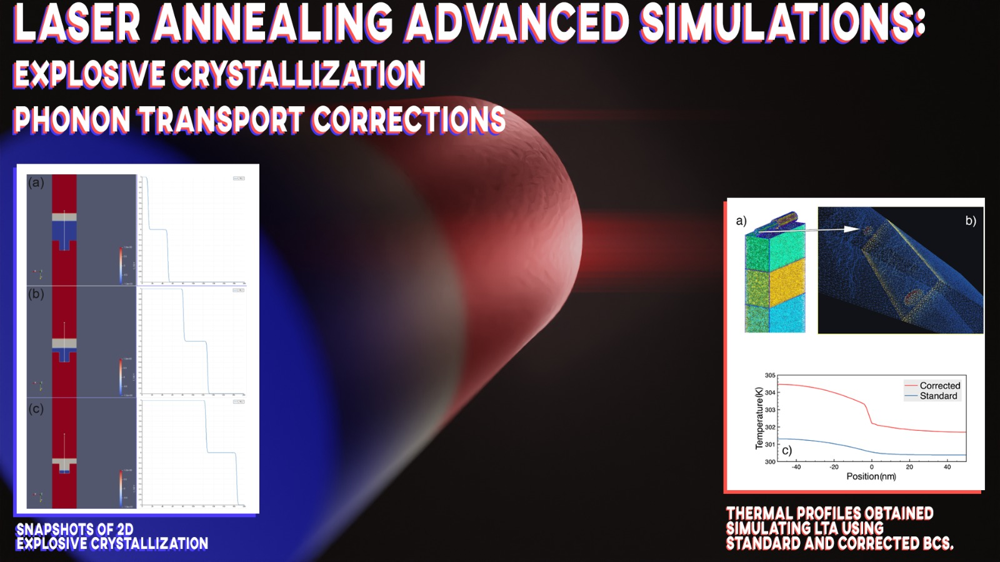 LASER ANNEALING ADVANCED SIMULATIONS:
EXPLOSIVE CRYSTALLIZATION
PHONON TRANSPORT CORRECTIONS
(a)
(b)
(c)
SNAPSHOTS OF 2D
EXPLOSIVE CRYSTALLIZATION
a)
b)
305
304
303
302
301
300
Temperature(K)
Corrected
Standard
c)
-40 -20 0 20 40
Position(nm)
THERMAL PROFILES OBTAINED
SIMULATING LTA USING
STANDARD AND CORRECTED BCS.